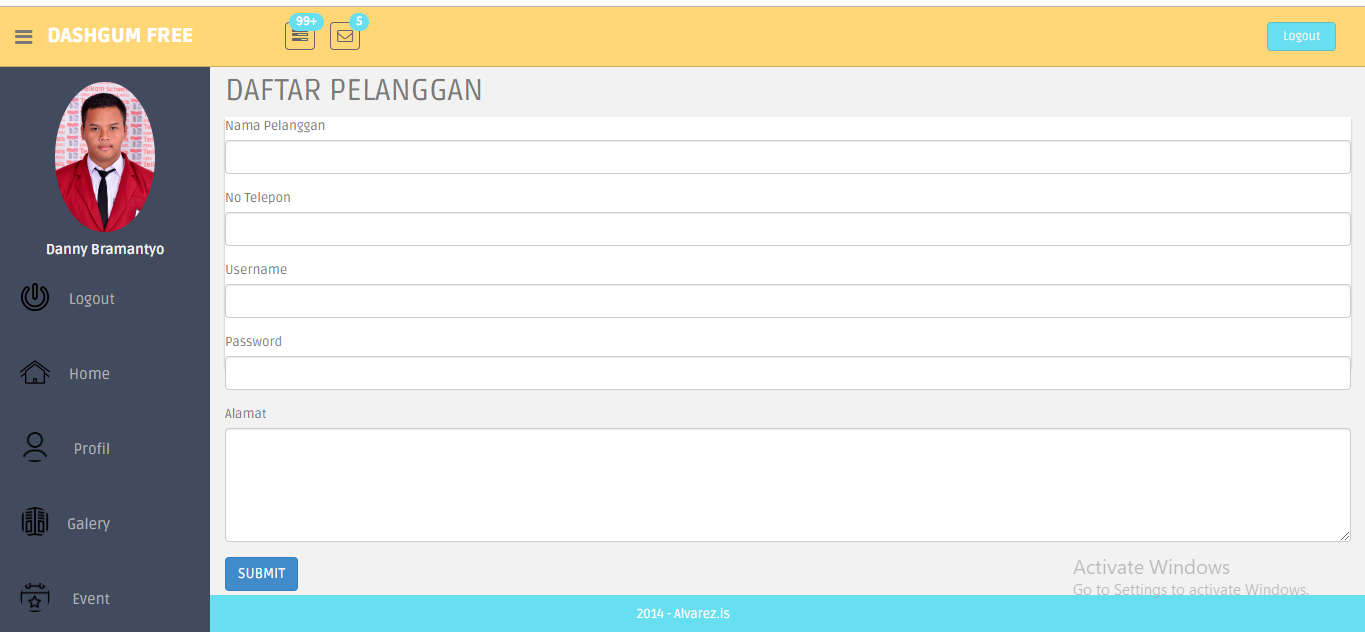 DASHGUM FREE
99+
5
Logout
Danny Bramantyo
Logout
Home
Profil
Galery
Event
DAFTAR PELANGGAN
Nama Pelanggan
No Telepon
Username
Password
Alamat
SUBMIT
Activate Windows
Go to Settings to activate Windows.
2014 - Alvarez.is